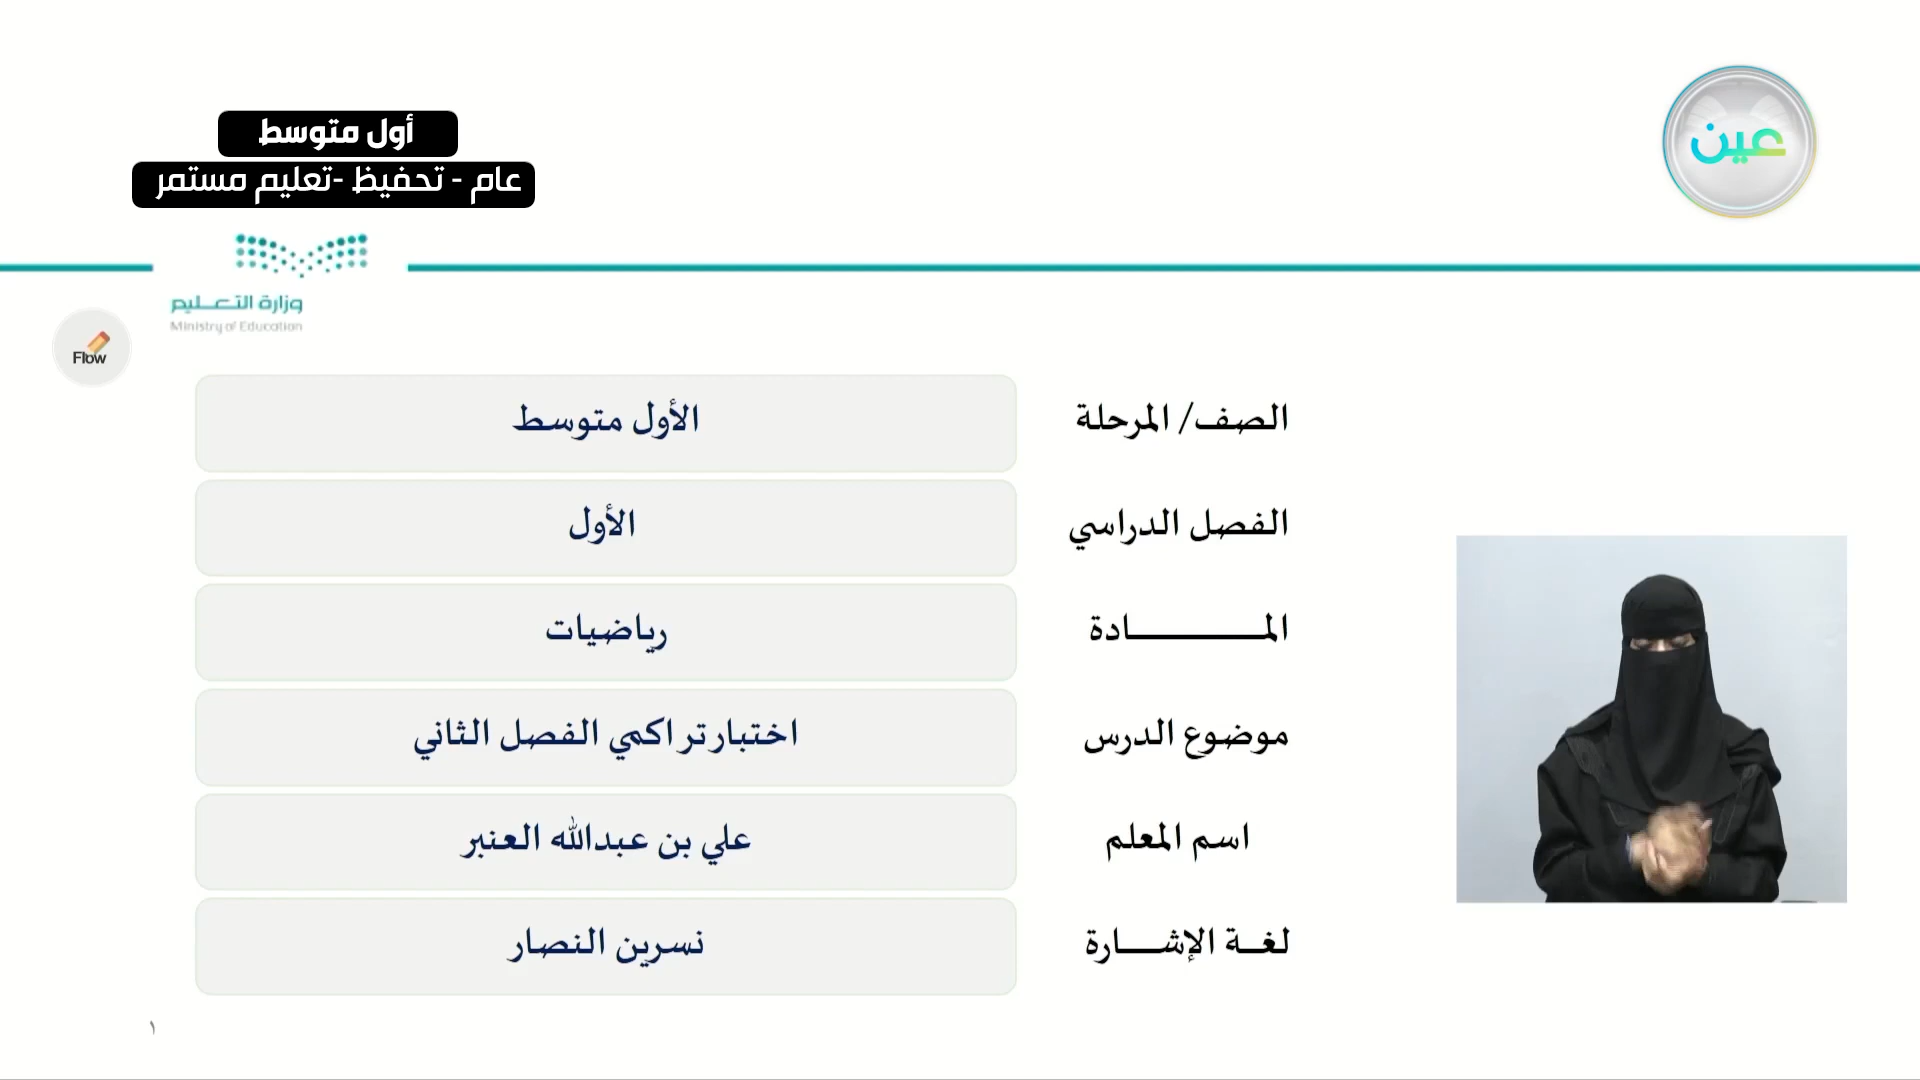 أول متوسط
عام - تحفيظ -تعليم مستمر
عين
وزارة التعليم
Ministry of Education
Flow
الصف/ المرحلة
الأول متوسط
الفصل الدراسي
الأول
المــــــــــادة
رياضيات
موضوع الدرس
اختبار تراكمي الفصل الثاني
اسم المعلم
علي بن عبدالله العنبر
لغـة الإشـــارة
نسرين النصار
١